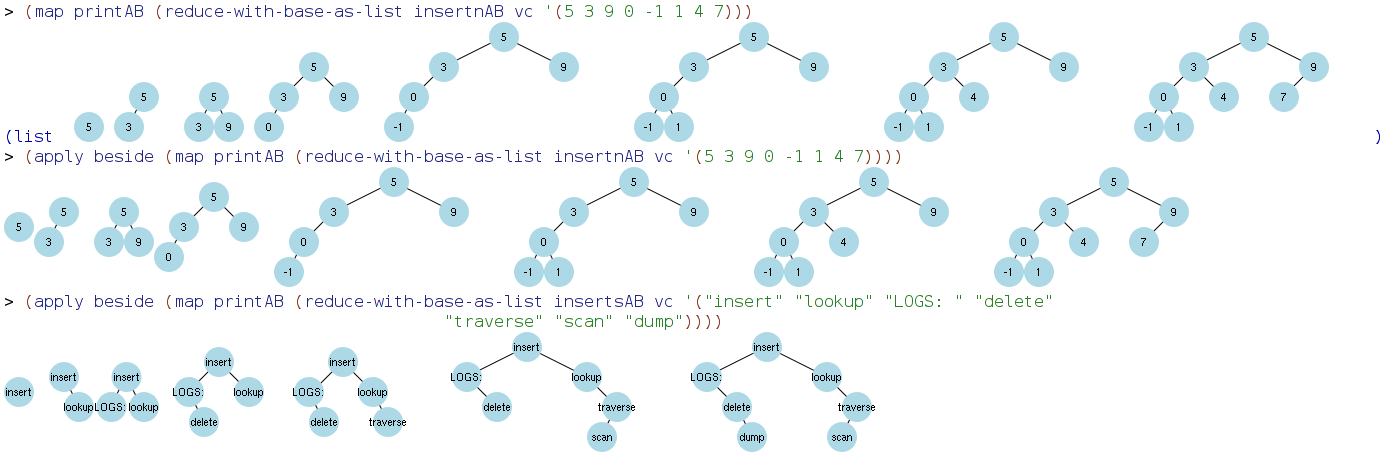 > (map printAB (reduce-with-base-as-list insertnAB vc '(5 3 9 0 -1 1 4 7)))
5 5 5 5
5 3 9 3 9 3 9 3 9
5 5 3 9 0 0 0 4 0 4 7
5 3 3 9 0 -1 -1 1 -1 1 -1 1
(list )
> (apply beside (map printAB (reduce-with-base-as-list insertnAB vc '(5 3 9 0 -1 1 4 7))))
5 5 5 5
5
5 5 3 9 3 9 3 9 3 9
5 3 9
3 3 9 0 0 0 4 0 4 7
0
-1 -1 1 -1 1 -1 1
> (apply beside (map printAB (reduce-with-base-as-list insertsAB vc '("insert" "lookup" "LOGS: " "delete"
"traverse" "scan" "dump"))))
insert insert
insert insert
insert insert LOGS: lookup LOGS: lookup
insert LOGS: lookup LOGS: lookup
lookup LOGS: lookup delete traverse delete traverse
delete delete traverse
scan dump scan